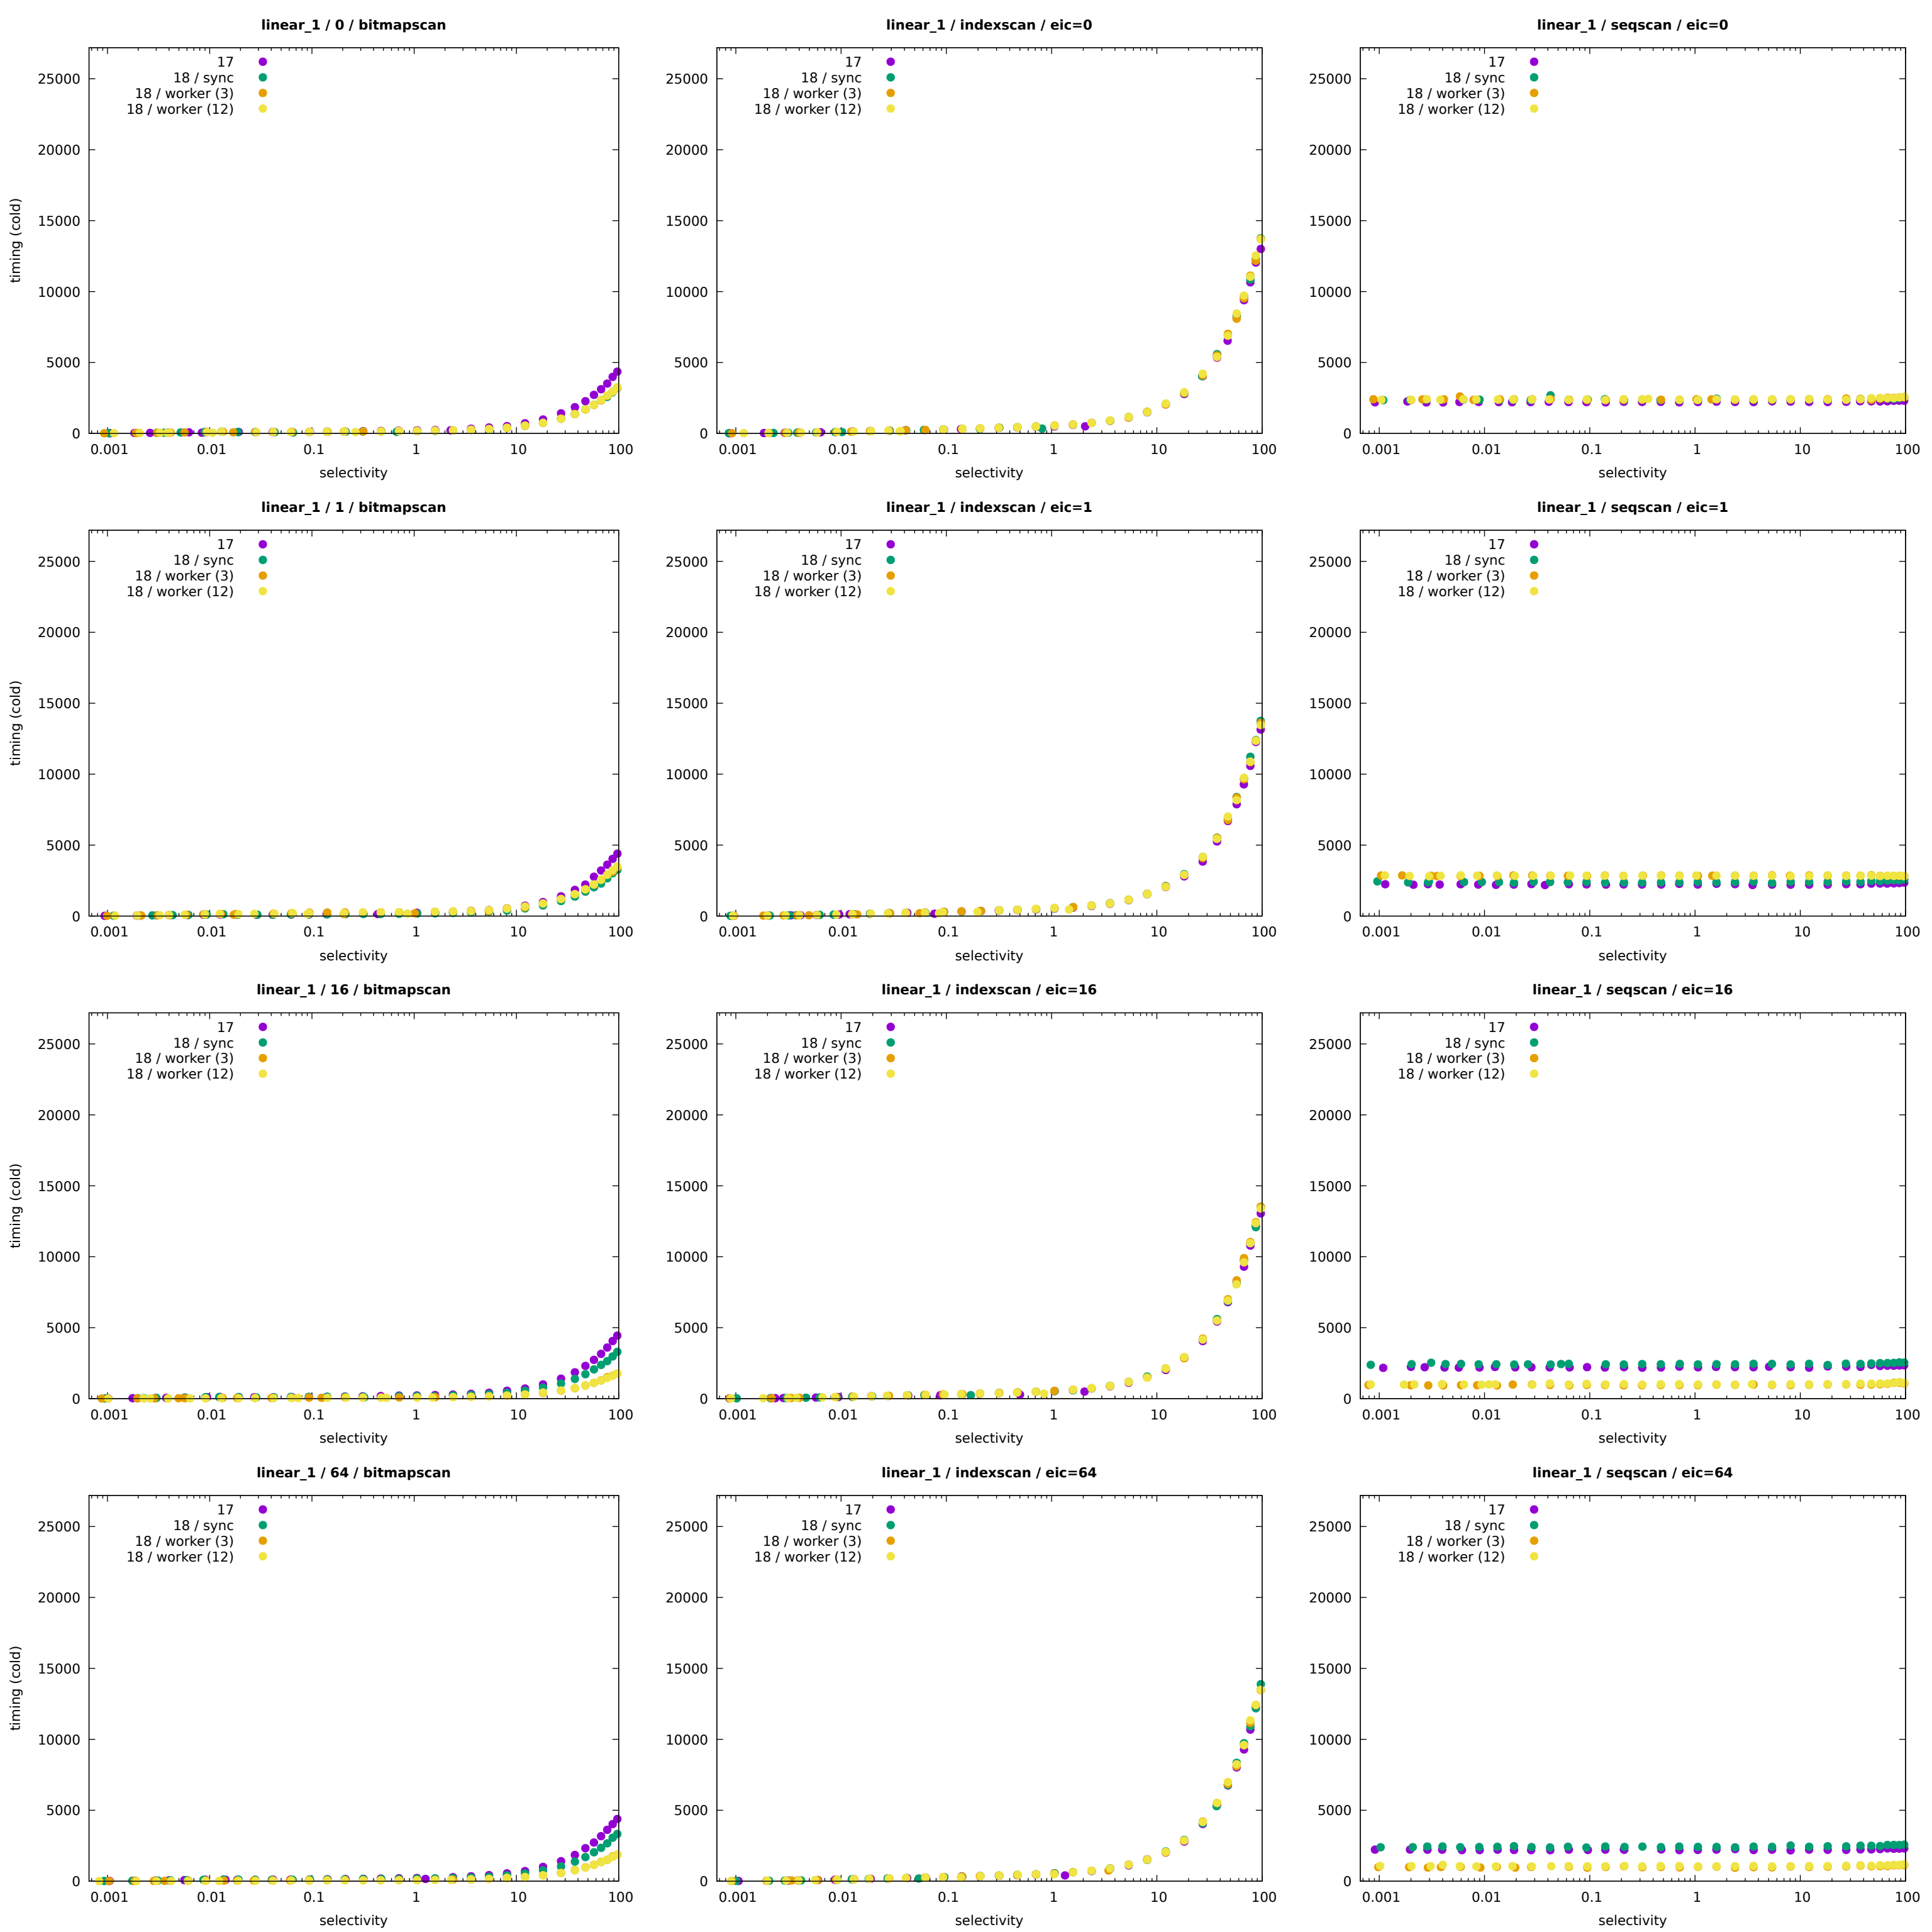 linear_1 / 0 / bitmapscan
linear_1 / indexscan / eic=0
linear_1 / seqscan / eic=0
17
18 / sync
18 / worker (3)
18 / worker (12)
17
18 / sync
18 / worker (3)
18 / worker (12)
17
18 / sync
18 / worker (3)
18 / worker (12)
timing (cold)
25000
20000
15000
10000
5000
0
25000
20000
15000
10000
5000
0
25000
20000
15000
10000
5000
0
0.001 0.01 0.1 1 10 100
0.001 0.01 0.1 1 10 100
0.001 0.01 0.1 1 10 100
selectivity
selectivity
selectivity
linear_1 / 1 / bitmapscan
linear_1 / indexscan / eic=1
linear_1 / seqscan / eic=1
17
18 / sync
18 / worker (3)
18 / worker (12)
17
18 / sync
18 / worker (3)
18 / worker (12)
17
18 / sync
18 / worker (3)
18 / worker (12)
timing (cold)
25000
20000
15000
10000
5000
0
25000
20000
15000
10000
5000
0
25000
20000
15000
10000
5000
0
0.001 0.01 0.1 1 10 100
0.001 0.01 0.1 1 10 100
0.001 0.01 0.1 1 10 100
selectivity
selectivity
selectivity
linear_1 / 16 / bitmapscan
linear_1 / indexscan / eic=16
linear_1 / seqscan / eic=16
17
18 / sync
18 / worker (3)
18 / worker (12)
17
18 / sync
18 / worker (3)
18 / worker (12)
17
18 / sync
18 / worker (3)
18 / worker (12)
timing (cold)
25000
20000
15000
10000
5000
0
25000
20000
15000
10000
5000
0
25000
20000
15000
10000
5000
0
0.001 0.01 0.1 1 10 100
0.001 0.01 0.1 1 10 100
0.001 0.01 0.1 1 10 100
selectivity
selectivity
selectivity
linear_1 / 64 / bitmapscan
linear_1 / indexscan / eic=64
linear_1 / seqscan / eic=64
17
18 / sync
18 / worker (3)
18 / worker (12)
17
18 / sync
18 / worker (3)
18 / worker (12)
17
18 / sync
18 / worker (3)
18 / worker (12)
timing (cold)
25000
20000
15000
10000
5000
0
25000
20000
15000
10000
5000
0
25000
20000
15000
10000
5000
0
0.001 0.01 0.1 1 10 100
0.001 0.01 0.1 1 10 100
0.001 0.01 0.1 1 10 100
selectivity
selectivity
selectivity